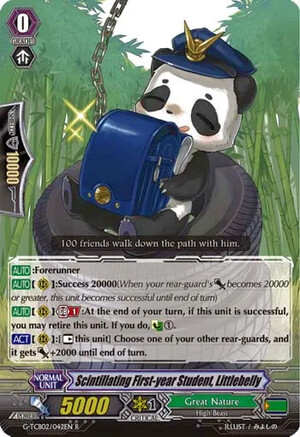 0
GRADE
10000
100 friends walk down the path with him.
AUTO :Forerunner
AUTO [ ]:Success 20000(When your rear-guard's becomes 20000
or greater, this unit becomes successful until end of turn)
AUTO [ ]:[CB 1]:At the end of your turn, if this unit is successful,
you may retire this unit. If you do,
ACT [ ]:[ this unit] Choose one of your other rear-guards, and
it gets +2000 until end of turn.
NORMAL
UNIT
Scintillating First-year Student, Littlebelly
5000
CRITICAL
1
Great Nature
High Beast
G-TCB02/042EN R
ILLUST / みよしの